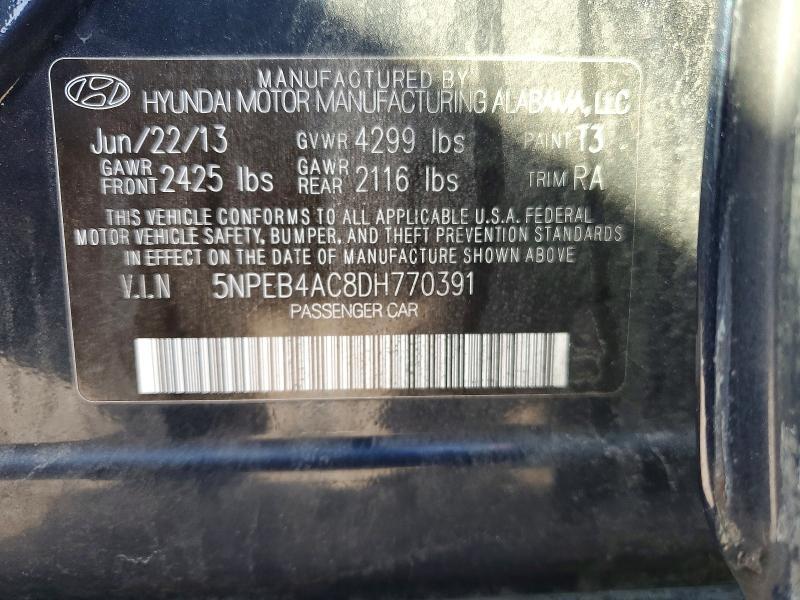 MANUFACTURED BY
HYUNDAI MOTOR MANUFACTURING ALABAMA, LLC
Jun/22/13 GVWR 4299 lbs PAINT T3
GAWR FRONT 2425 lbs GAWR REAR 2116 lbs TRIM RA
THIS VEHICLE CONFORMS TO ALL APPLICABLE U.S.A. FEDERAL
MOTOR VEHICLE SAFETY, BUMPER, AND THEFT PREVENTION STANDARDS
IN EFFECT ON THE DATE OF MANUFACTURE SHOWN ABOVE
V.I.N 5NPEB4AC8DH770391
PASSENGER CAR